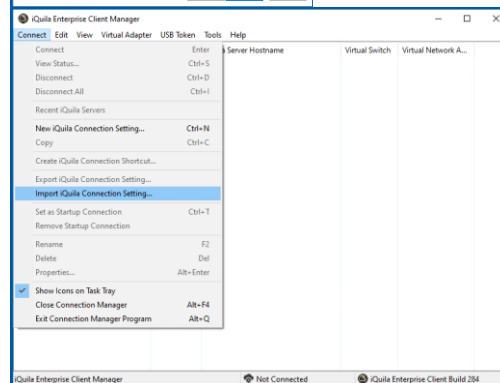 iQuila Enterprise Client Manager
Connect Edit View Virtual Adapter USB Token Tools Help
Connect Enter
Server Hostname Virtual Switch Virtual Network A...
View Status... Ctrl+S
Disconnect Ctrl+D
Disconnect All Ctrl+I
Recent iQuila Servers
New iQuila Connection Setting... Ctrl+N
Copy Ctrl+C
Create iQuila Connection Shortcut...
Export iQuila Connection Setting...
Import iQuila Connection Setting...
Set as Startup Connection Ctrl+T
Remove Startup Connection
Rename F2
Delete Del
Properties... Alt+Enter
Show Icons on Task Tray
Close Connection Manager Alt+F4
Exit Connection Manager Program Alt+Q
iQuila Enterprise Client Manager Not Connected iQuila Enterprise Client Build 284